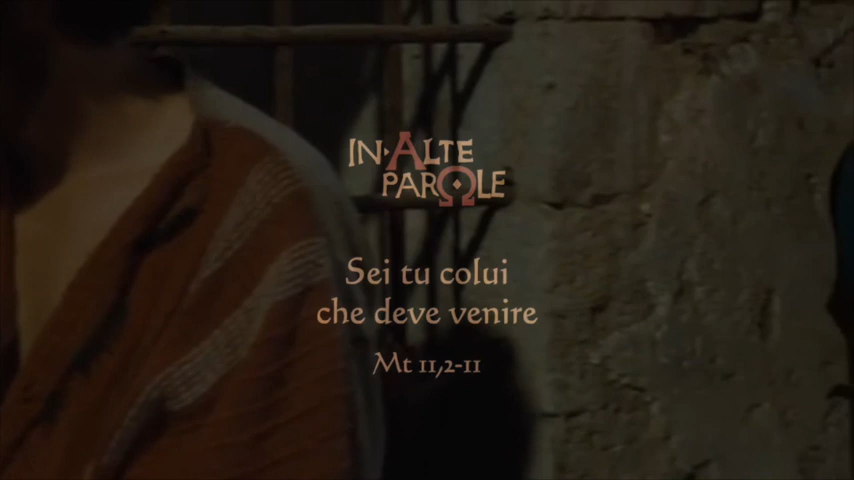 IN·ALTE
PAROLE
Sei tu colui
che deve venire
Mt 11,2-11